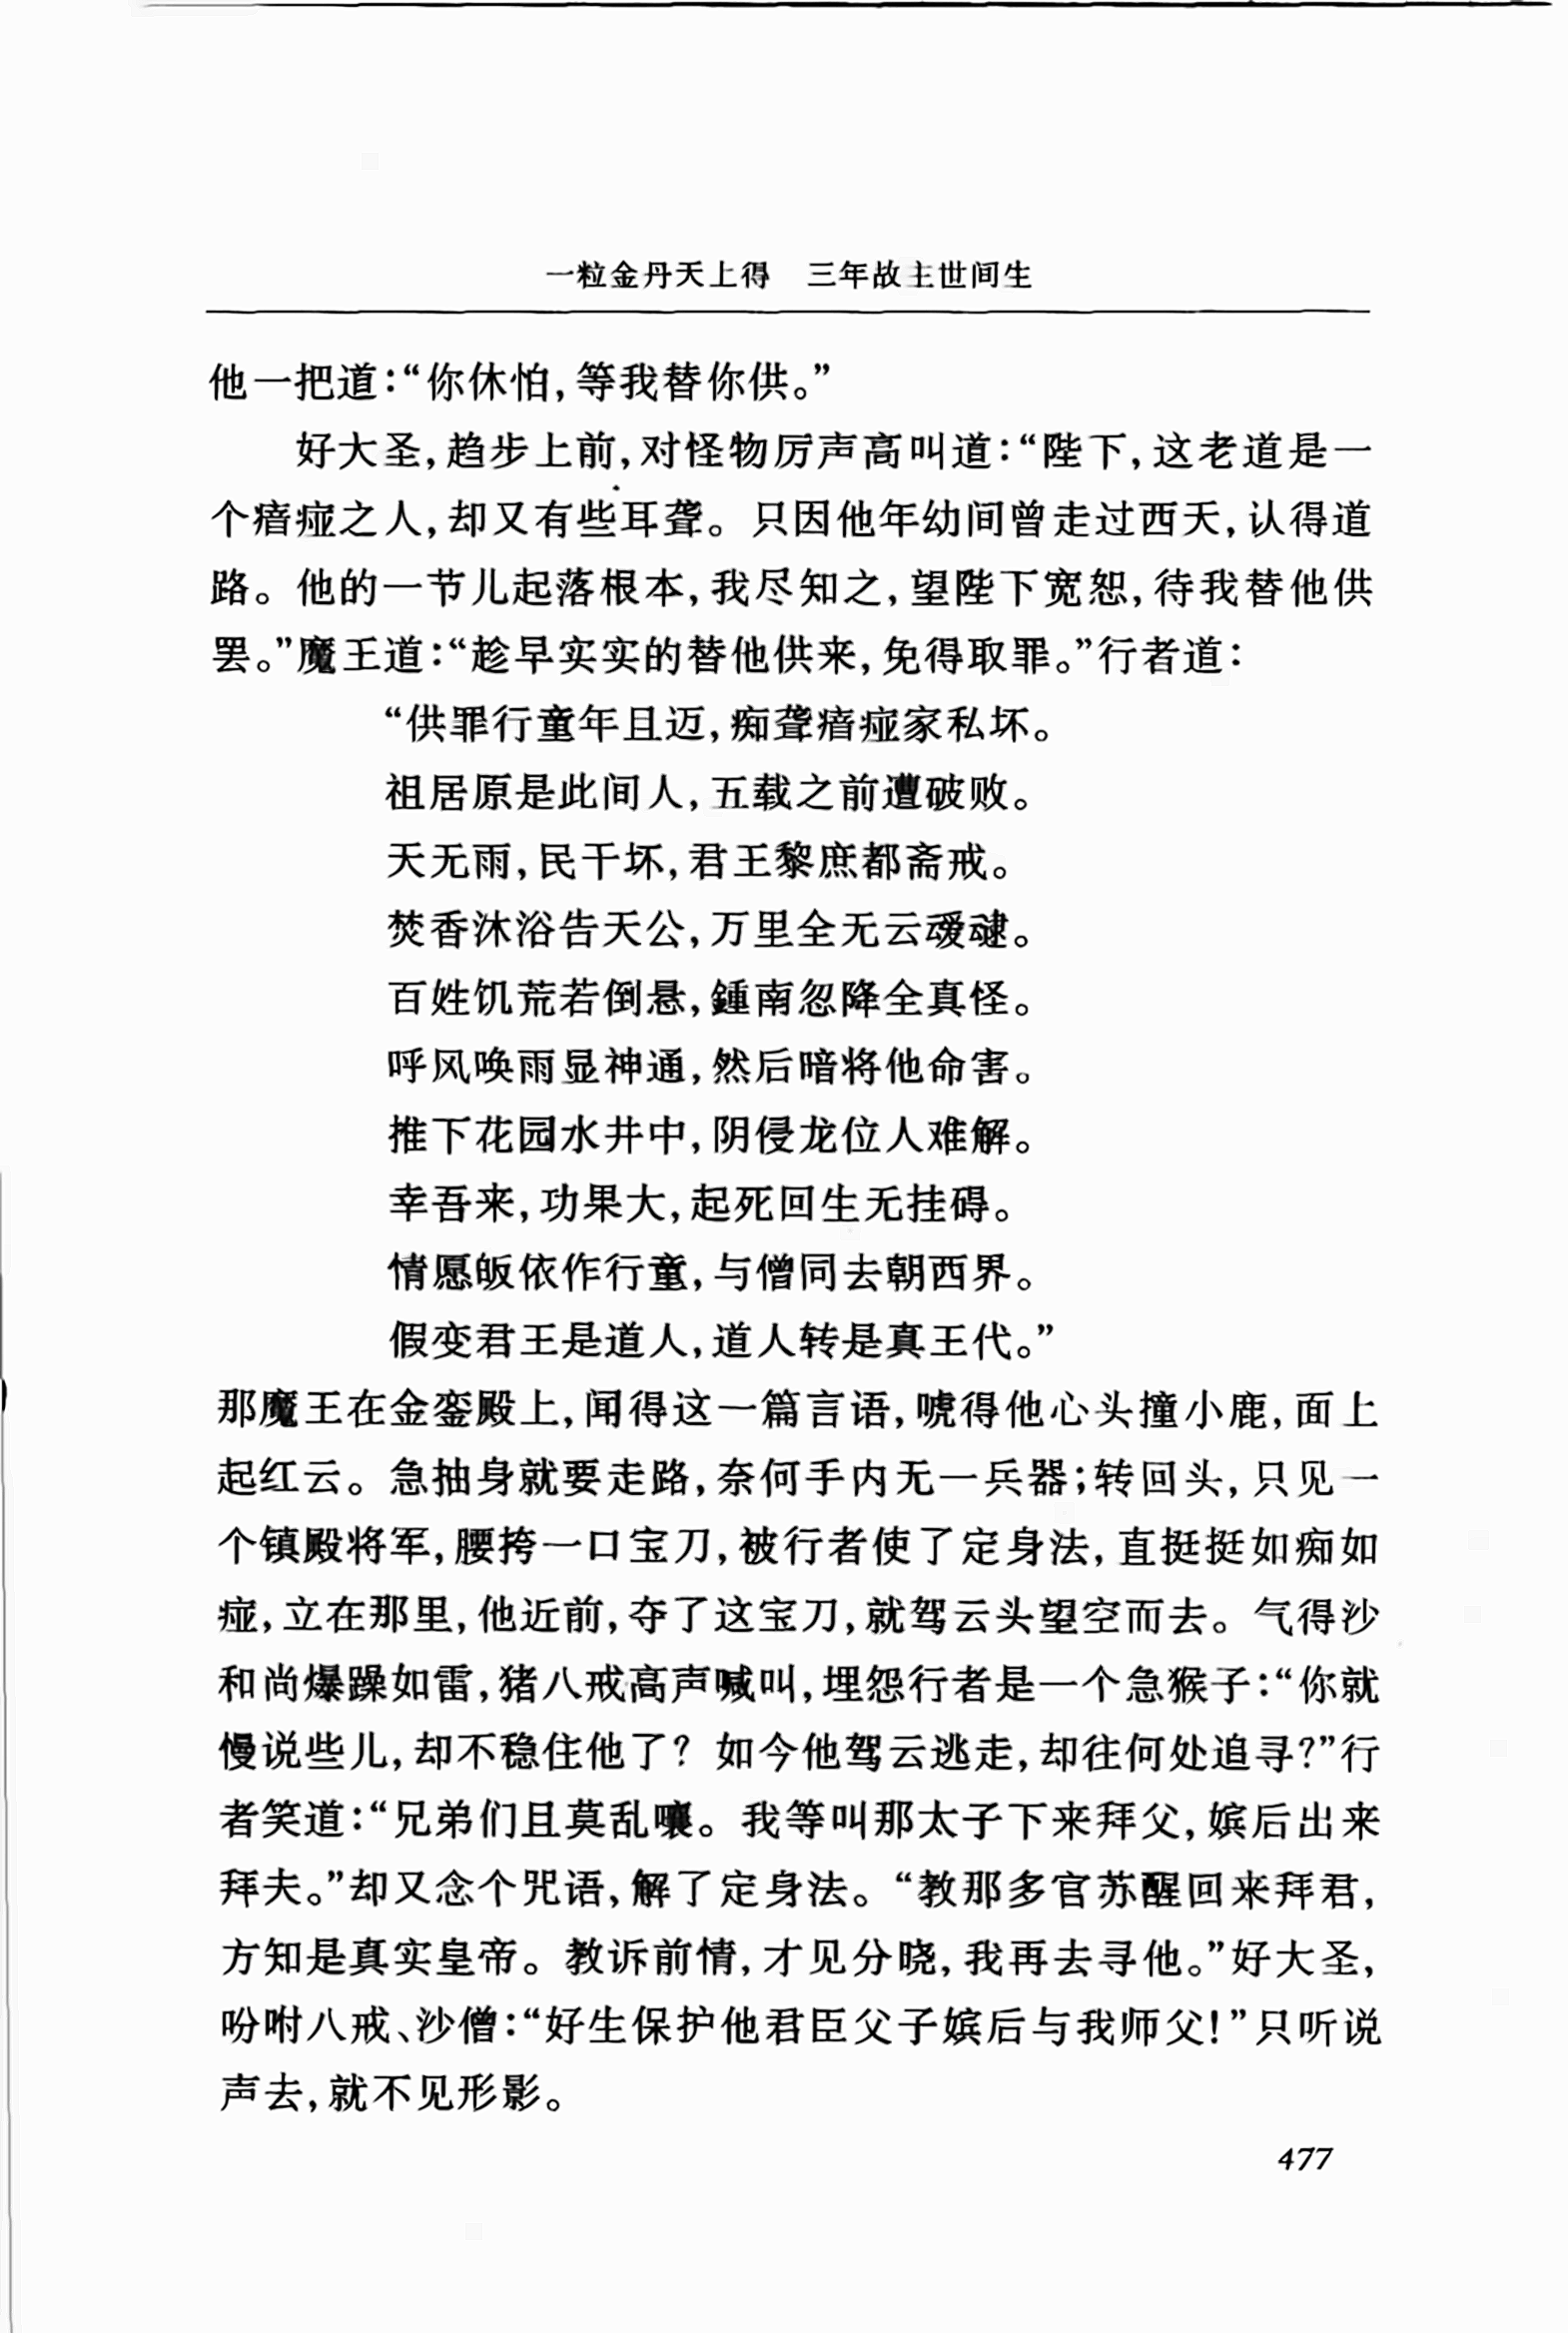 一粒金丹天上得　三年故主世间生
他一把道：“你休怕，等我替你供。”
好大圣，趋步上前，对怪物厉声高叫道：“陛下，这老道是一
个瘖痖之人，却又有些耳聋。只因他年幼间曾走过西天，认得道
路。他的一节儿起落根本，我尽知之，望陛下宽恕，待我替他供
罢。”魔王道：“趁早实实的替他供来，免得取罪。”行者道：
“供罪行童年且迈，痴聋瘖痖家私坏。
祖居原是此间人，五载之前遭破败。
天无雨，民干坏，君王黎庶都斋戒。
焚香沐浴告天公，万里全无云叆叇。
百姓饥荒若倒悬，鍾南忽降全真怪。
呼风唤雨显神通，然后暗将他命害。
推下花园水井中，阴侵龙位人难解。
幸吾来，功果大，起死回生无挂碍。
情愿皈依作行童，与僧同去朝西界。
假变君王是道人，道人转是真王代。”
那魔王在金銮殿上，闻得这一篇言语，唬得他心头撞小鹿，面上
起红云。急抽身就要走路，奈何手内无一兵器；转回头，只见一
个镇殿将军，腰挎一口宝刀，被行者使了定身法，直挺挺如痴如
痖，立在那里，他近前，夺了这宝刀，就驾云头望空而去。气得沙
和尚爆躁如雷，猪八戒高声喊叫，埋怨行者是一个急猴子：“你就
慢说些儿，却不稳住他了？如今他驾云逃走，却往何处追寻？”行
者笑道：“兄弟们且莫乱嚷。我等叫那太子下来拜父，嫔后出来
拜夫。”却又念个咒语，解了定身法。“教那多官苏醒回来拜君，
方知是真实皇帝。教诉前情，才见分晓，我再去寻他。”好大圣，
吩咐八戒、沙僧：“好生保护他君臣父子嫔后与我师父！”只听说
声去，就不见形影。
477